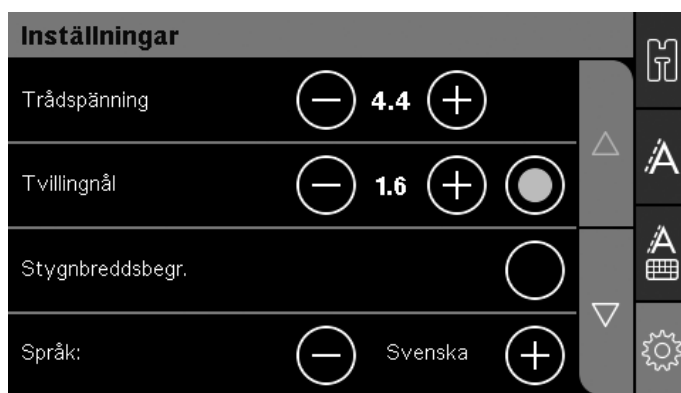 Inställningar
Trådspänning 4.4
Tvillingnål 1.6
Stygnbreddsbegr.
Språk: Svenska